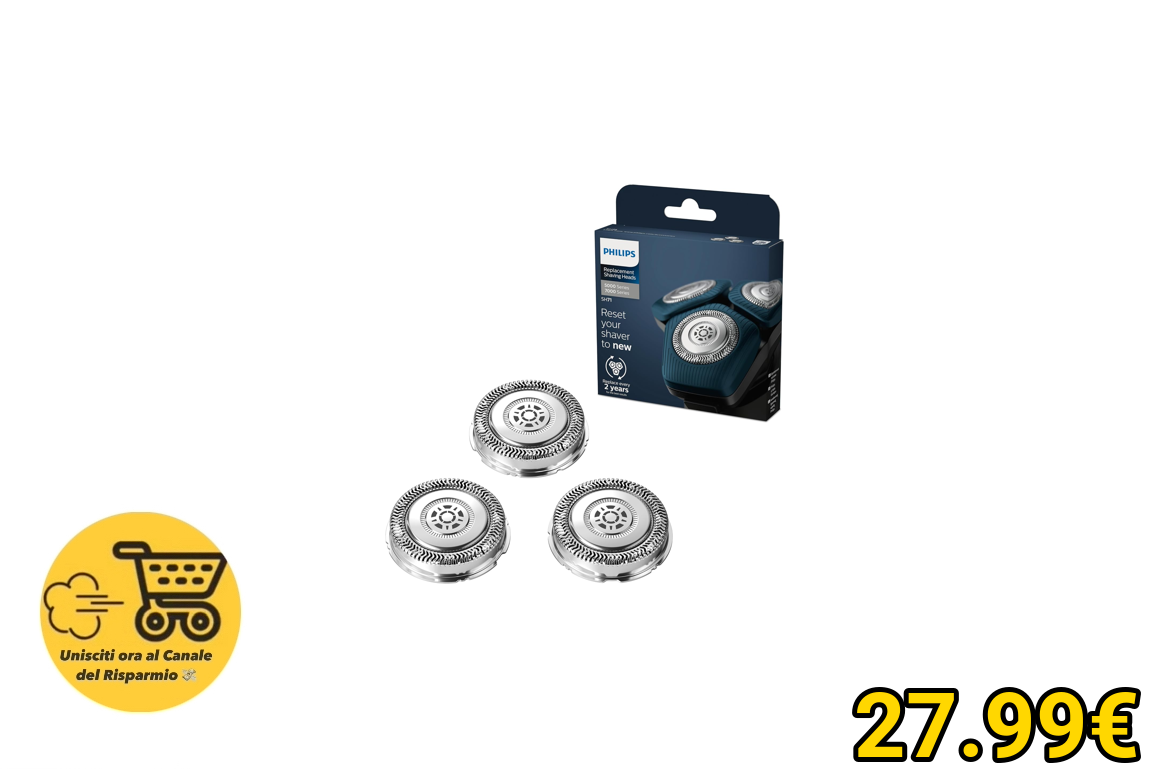 PHILIPS
Replacement
Shaving Heads
5000 Series
7000 Series
SH71
Reset
your
shaver
to new
Replace every
2 years
Unisciti ora al Canale
del Risparmio 💸
27.99€